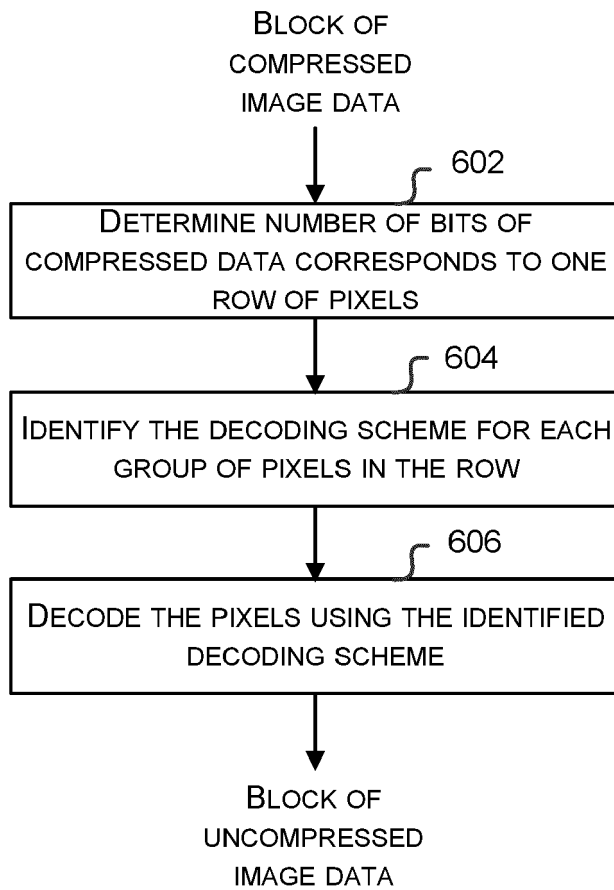 BLOCK OF
COMPRESSED
IMAGE DATA
602
DETERMINE NUMBER OF BITS OF
COMPRESSED DATA CORRESPONDS TO ONE
ROW OF PIXELS
604
IDENTIFY THE DECODING SCHEME FOR EACH
GROUP OF PIXELS IN THE ROW
606
DECODE THE PIXELS USING THE IDENTIFIED
DECODING SCHEME
BLOCK OF
UNCOMPRESSED
IMAGE DATA